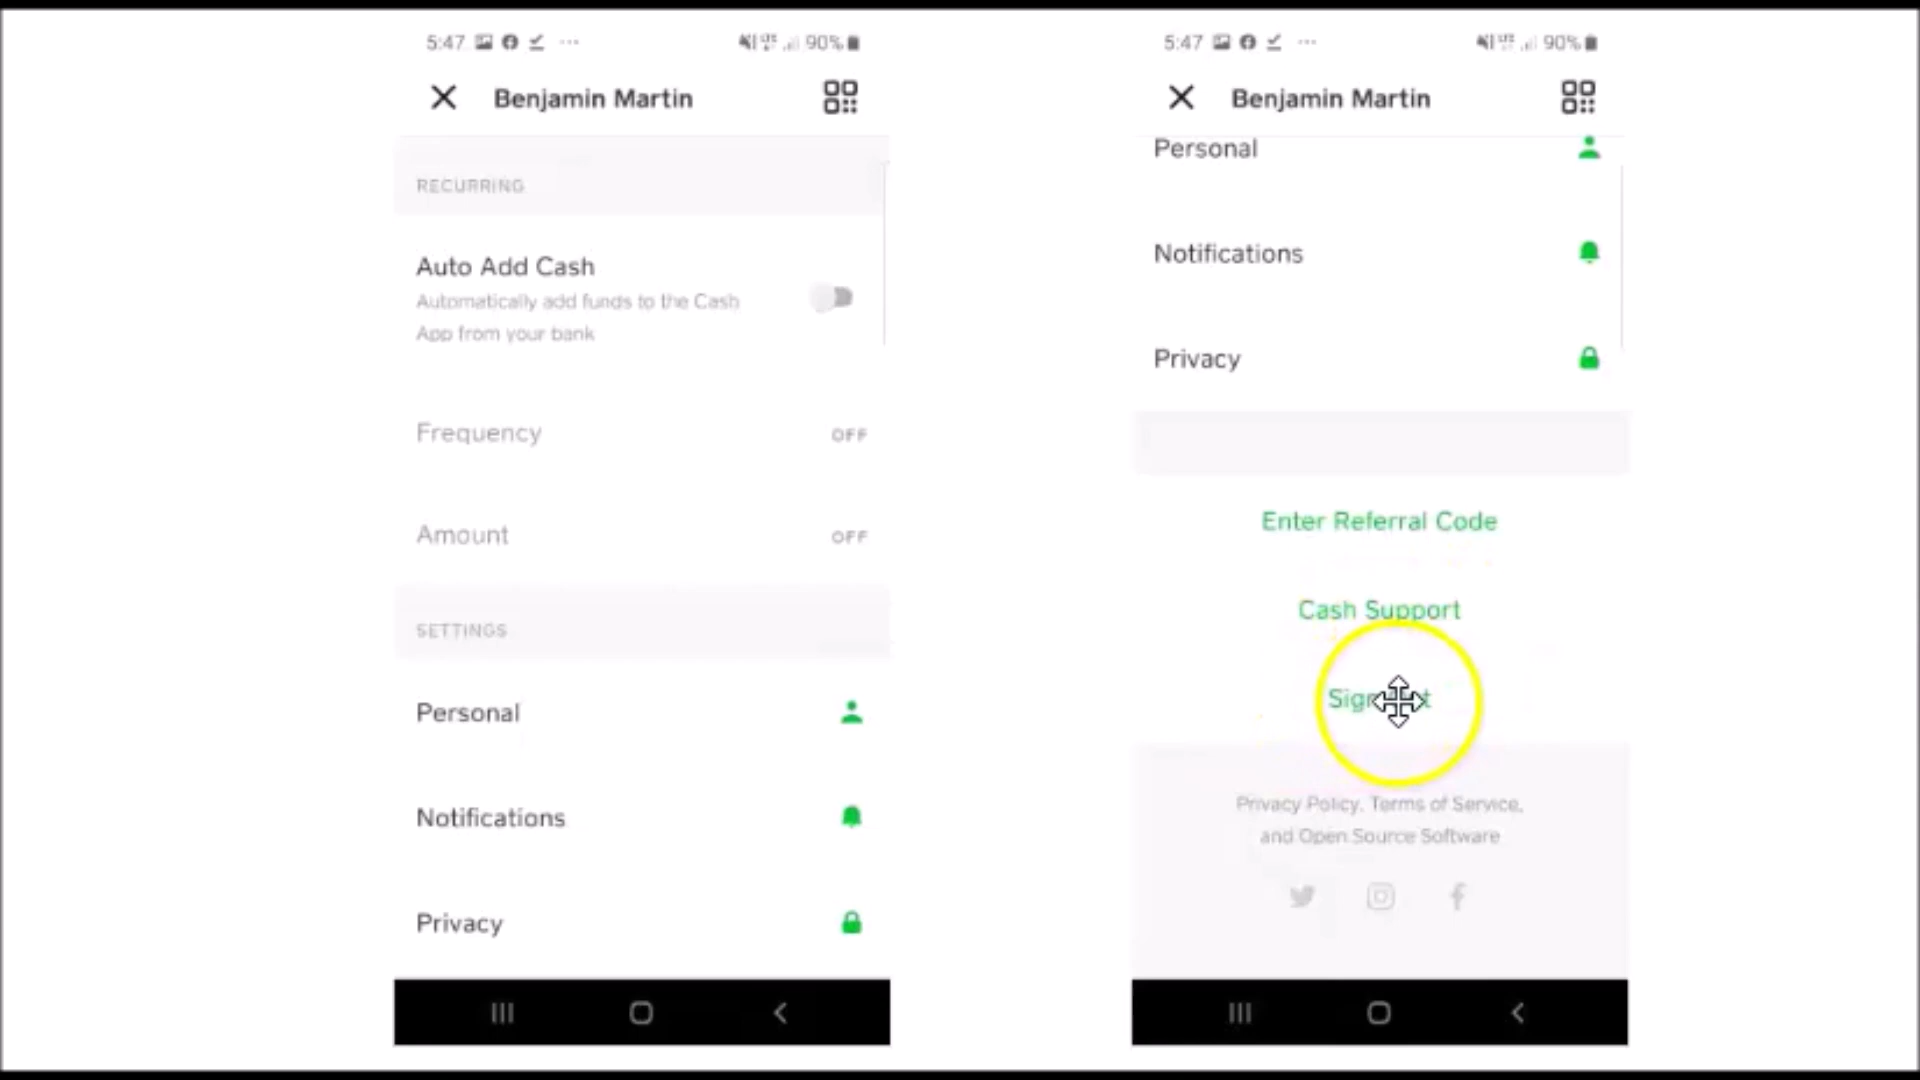 5:47
90%
Benjamin Martin
RECURRING
Auto Add Cash
Automatically add funds to the Cash
App from your bank
Frequency
OFF
Amount
OFF
SETTINGS
Personal
Notifications
Privacy
5:47
90%
Benjamin Martin
Personal
Notifications
Privacy
Enter Referral Code
Cash Support
Privacy Policy, Terms of Service,
and Open Source Software